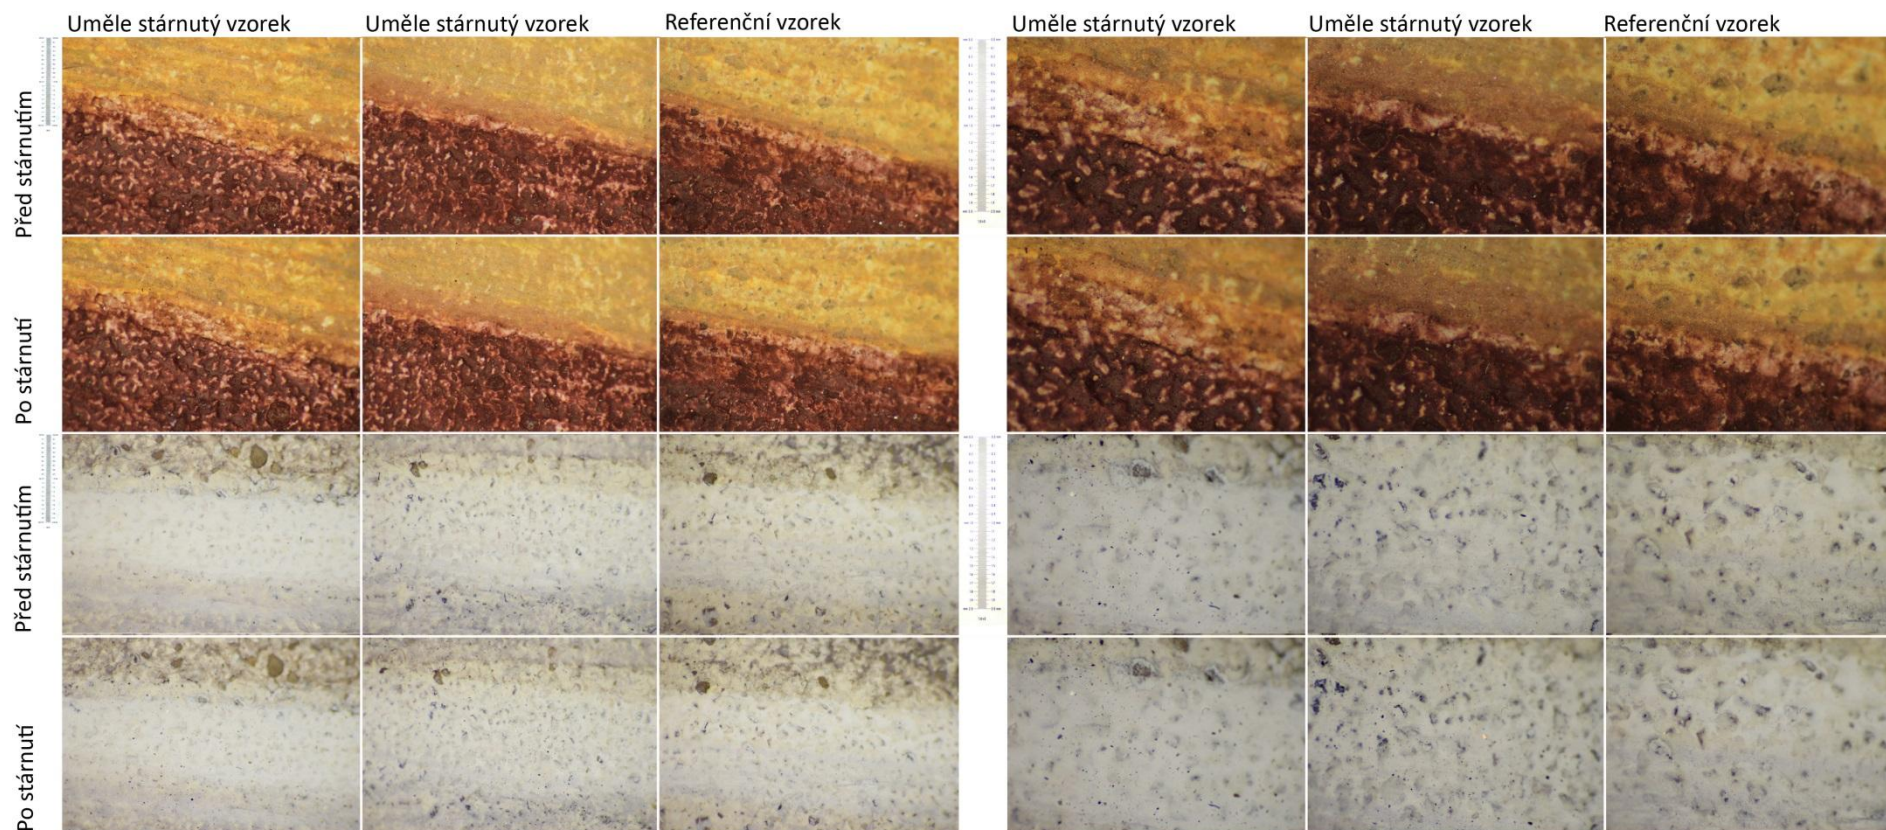 Uměle stárnutý vzorek Uměle stárnutý vzorek Referenční vzorek Uměle stárnutý vzorek Uměle stárnutý vzorek Referenční vzorek
Před stárnutím
Po stárnutí
Před stárnutím
Po stárnutí